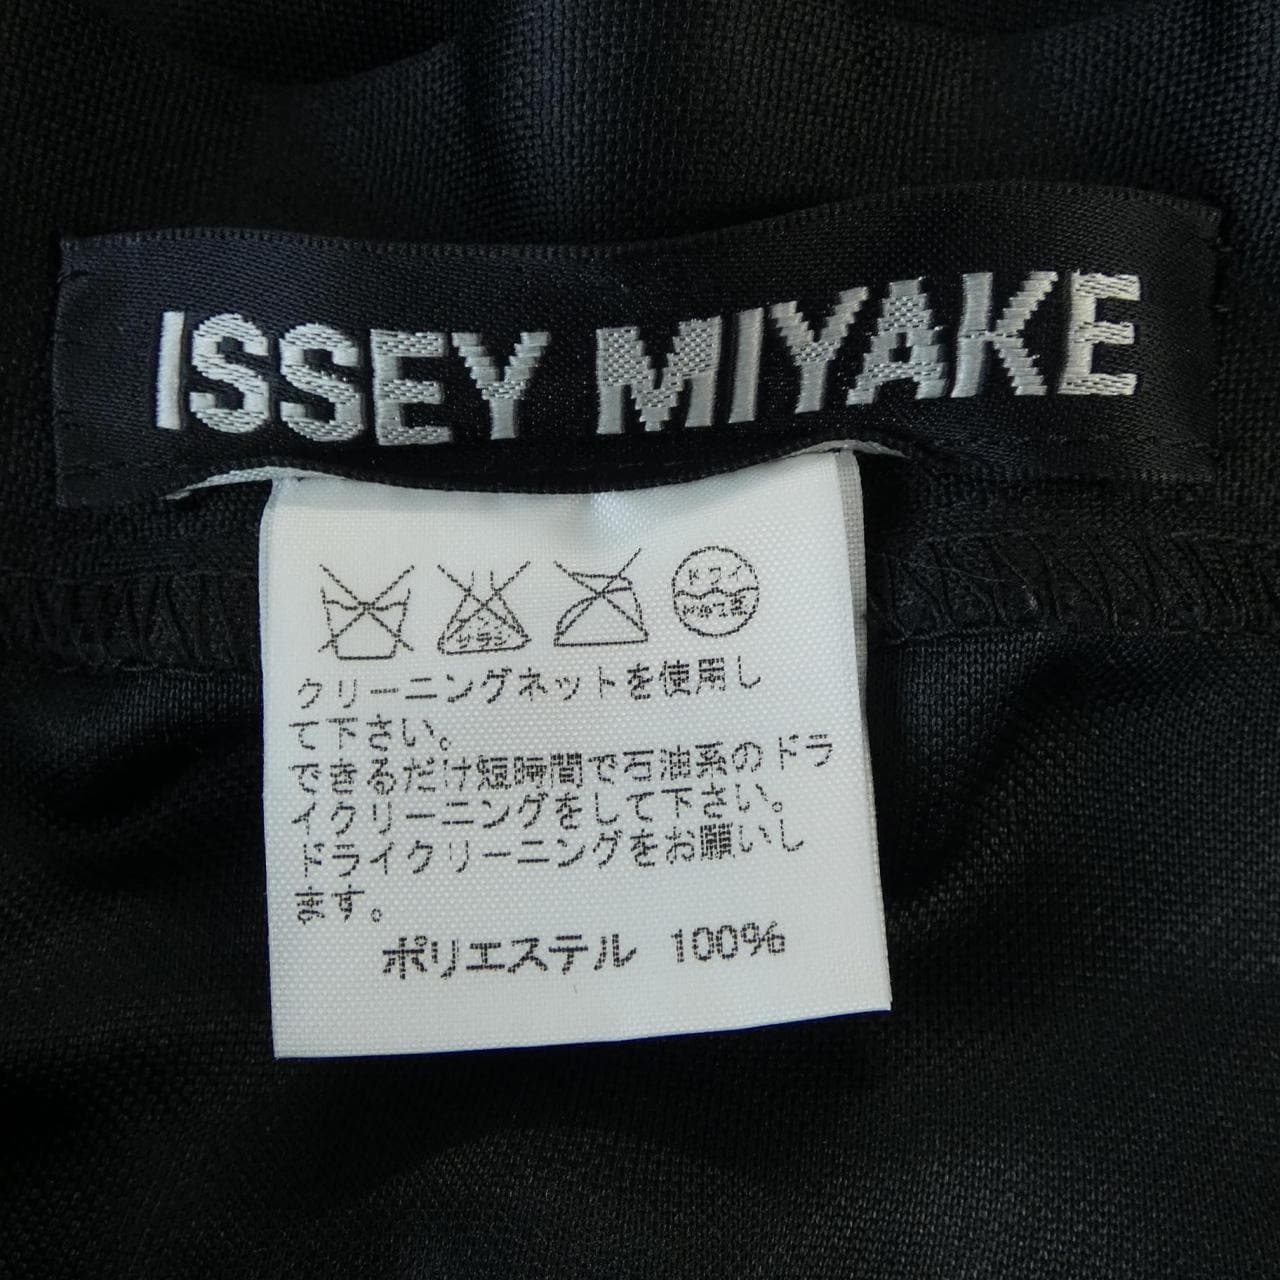 ISSEY MIYAKE
ドライ
クリーニングネットを使用し
て下さい。
できるだけ短時間で石油系のドラ
イクリーニングをして下さい。
ドライクリーニングをお願いし
ます。
ポリエステル 100%